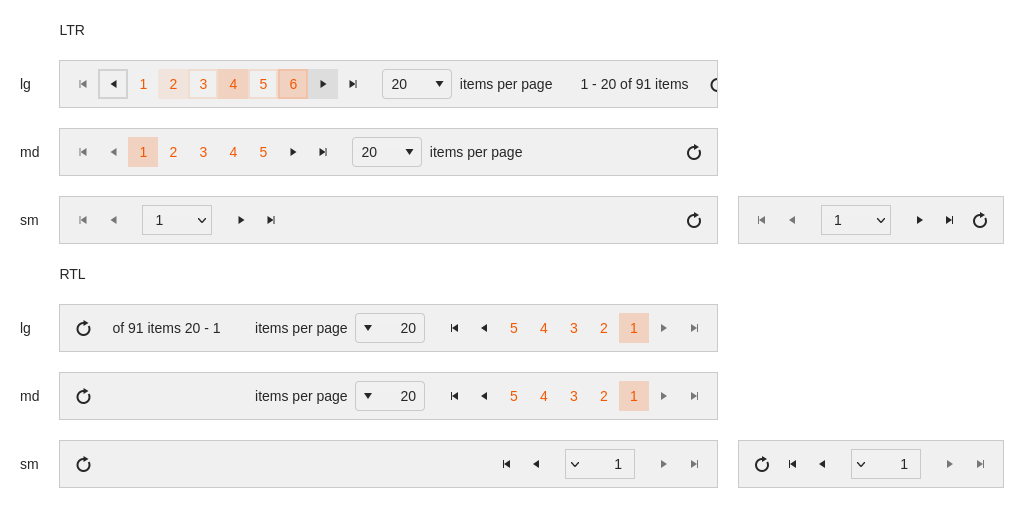 LTR
lg 1 2 3 4 5 6 20 items per page 1 - 20 of 91 items
md 1 2 3 4 5 20 items per page
sm 1 1
RTL
lg of 91 items 20 - 1 items per page 20 5 4 3 2 1
md items per page 20 5 4 3 2 1
sm 1 1